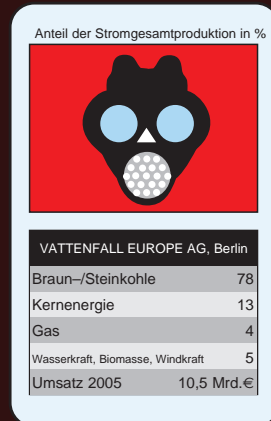 Anteil der Stromgesamtproduktion in %
VATTENFALL EUROPE AG, Berlin
Braun–/Steinkohle 78
Kernenergie 13
Gas 4
Wasserkraft, Biomasse, Windkraft 5
Umsatz 2005 10,5 Mrd.€